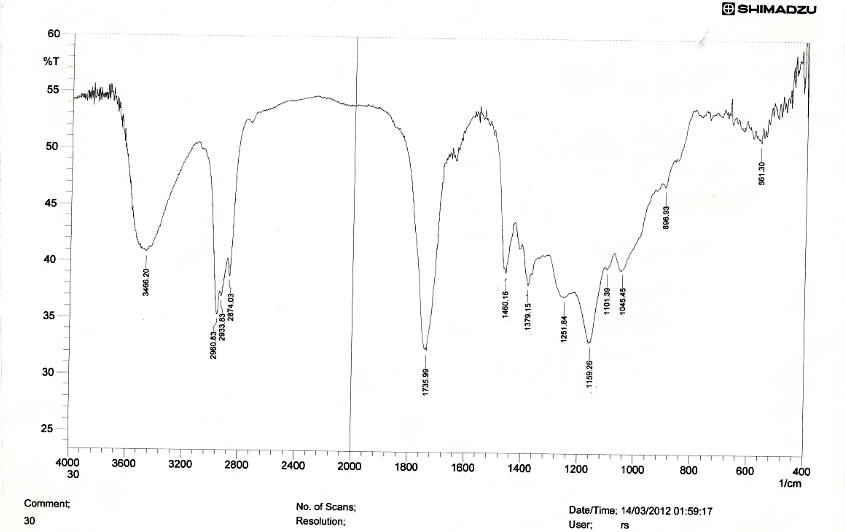 SHIMADZU
60
%T
55
50
45
40
35
30
25
3466.20
2960.83
2933.83
2874.03
1735.99
1460.16
1379.15
1251.84
1159.26
1101.39
1045.45
896.93
561.30
4000 3600 3200 2800 2400 2000 1800 1600 1400 1200 1000 800 600 400
30 1/cm
Comment;
30
No. of Scans;
Resolution;
Date/Time; 14/03/2012 01:59:17
User; rs